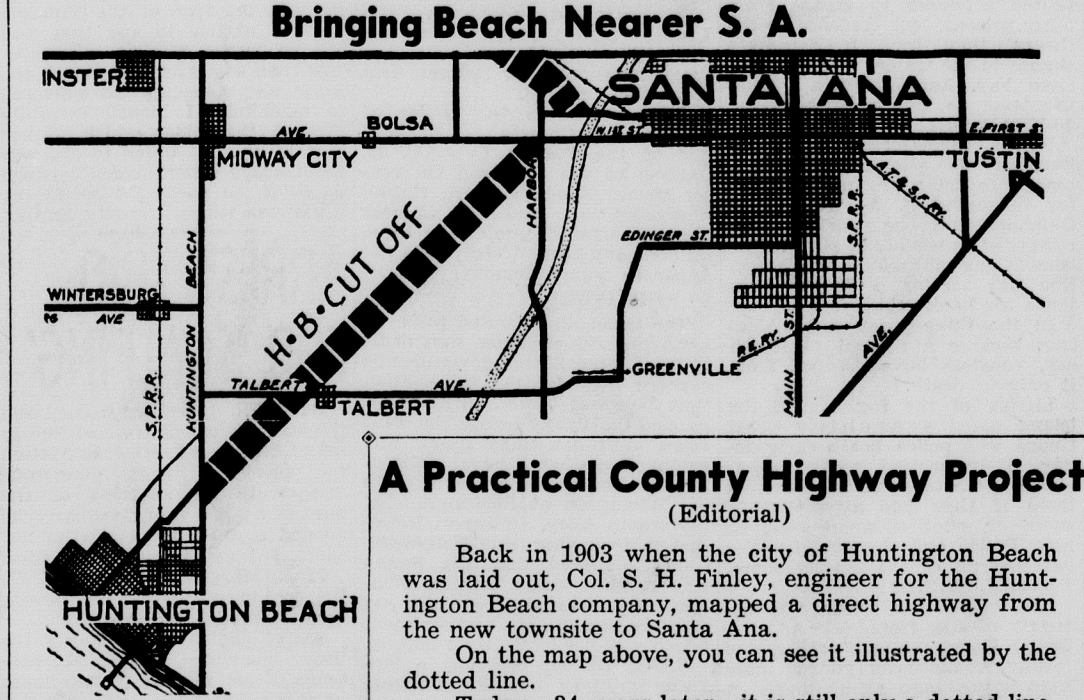 Bringing Beach Nearer S. A.
INSTER
SANTA ANA
AVE.
BOLSA
W. 1ST ST.
E. FIRST S
MIDWAY CITY
TUSTIN
HARBOR
A.T. & S.F. RY.
S.P.R.R.
EDINGER ST.
H·B·CUT OFF
HUNTINGTON BEACH
WINTERSBURG
AVE
GREENVILLE
P.E. RY.
MAIN ST.
AVE.
TALBERT AVE.
TALBERT
S.P.R.R.
HUNTINGTON BEACH
A Practical County Highway Project
(Editorial)
Back in 1903 when the city of Huntington Beach
was laid out, Col. S. H. Finley, engineer for the Hunt-
ington Beach company, mapped a direct highway from
the new townsite to Santa Ana.
On the map above, you can see it illustrated by the
dotted line.